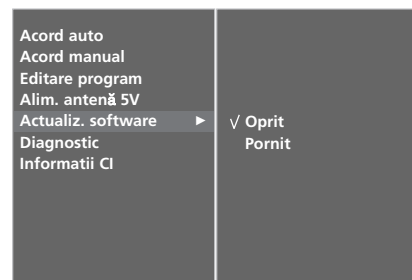 Acord auto
Acord manual
Editare program
Alim. antenă 5V
Actualiz. software ►
Diagnostic
Informatii CI
√ Oprit
Pornit